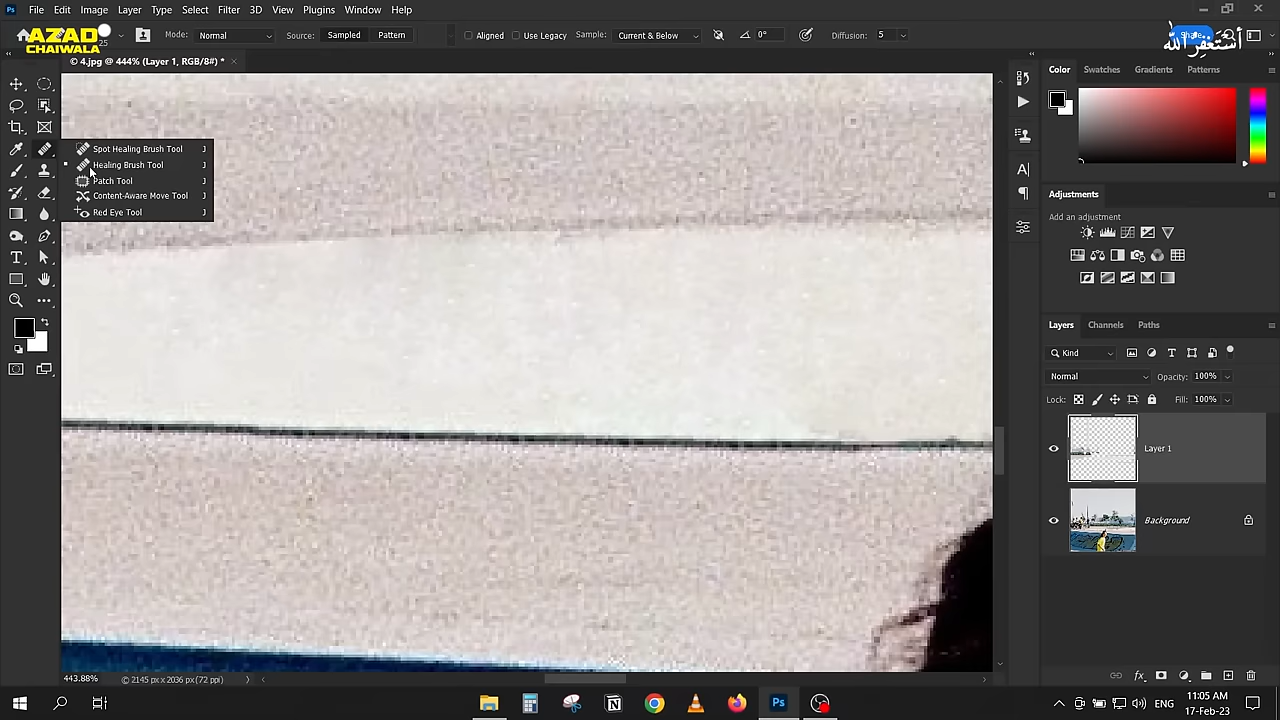 File Edit Image Layer Type Select Filter 3D View Plugins Window Help
AZAD
CHAIWALA
25
Mode: Normal Source: Sampled Pattern Aligned Use Legacy Sample: Current & Below 0° Diffusion: 5
أستغفر الله
© 4.jpg @ 444% (Layer 1, RGB/8#) *
Spot Healing Brush Tool J
Healing Brush Tool J
Patch Tool J
Content-Aware Move Tool J
Red Eye Tool J
Color Swatches Gradients Patterns
Adjustments
Add an adjustment
Layers Channels Paths
Kind
Normal Opacity: 100%
Lock: Fill: 100%
Layer 1
Background
443.88% © 2145 px x 2036 px (72 ppi)
ENG
11:05 AM
17-Feb-23